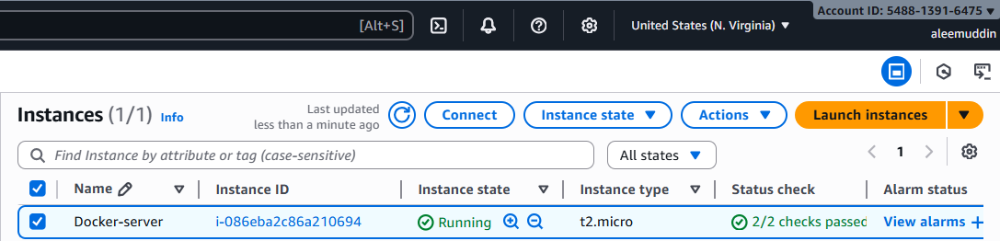 Account ID: 5488-1391-6475
[Alt+S] United States (N. Virginia)
aleemuddin
Instances (1/1) Info
Last updated
less than a minute ago
Connect Instance state Actions Launch instances
Find Instance by attribute or tag (case-sensitive) All states 1
Name Instance ID Instance state Instance type Status check Alarm status
Docker-server i-086eba2c86a210694 Running t2.micro 2/2 checks passed View alarms +